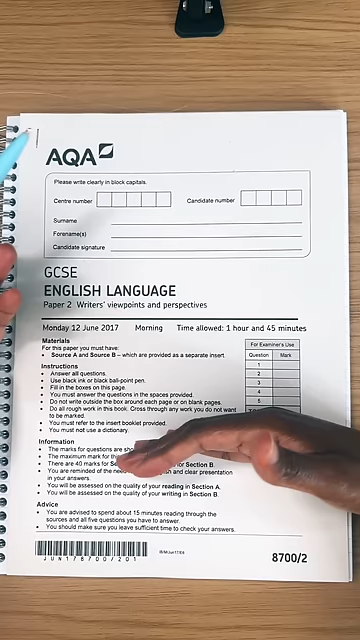 AQA
Please write clearly in block capitals.
Centre number Candidate number
Surname
Forename(s)
Candidate signature
GCSE
ENGLISH LANGUAGE
Paper 2 Writers' viewpoints and perspectives
Monday 12 June 2017 Morning Time allowed: 1 hour and 45 minutes
Materials
For this paper you must have:
• Source A and Source B – which are provided as a separate insert.
Instructions
• Answer all questions.
• Use black ink or black ball-point pen.
• Fill in the boxes on this page.
• You must answer the questions in the spaces provided.
• Do not write outside the box around each page or on blank pages.
• Do all rough work in this book. Cross through any work you do not want
to be marked.
• You must refer to the insert booklet provided.
• You must not use a dictionary.
For Examiner's Use
Question Mark
1
2
3
4
5
Information
• The marks for questions are
• The maximum mark for
• There are 40 marks for for Section B.
• You are reminded of the and clear presentation
in your answers.
• You will be assessed on the quality of your reading in Section A.
• You will be assessed on the quality of your writing in Section B.
Advice
• You are advised to spend about 15 minutes reading through the
sources and all five questions you have to answer.
• You should make sure you leave sufficient time to check your answers.
JUN178700/201
IB/M/Jun17/E6
8700/2